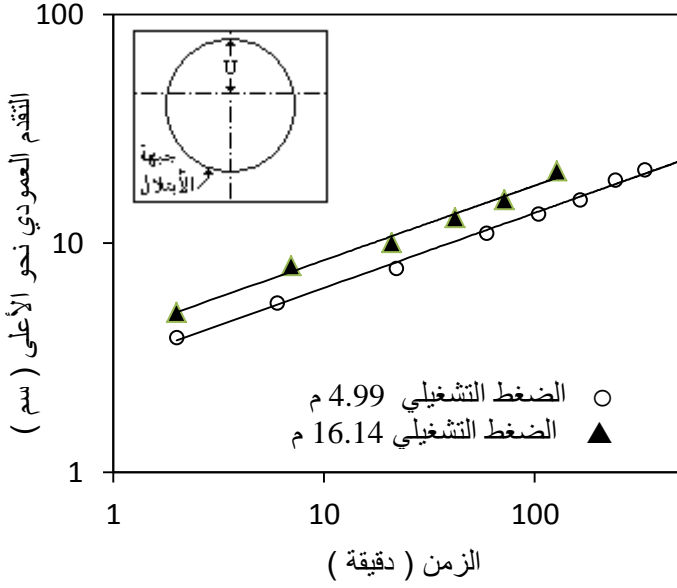 100
10
1
التقدم العمودي نحو الأعلى ( سم )
U
جبهة
الأبتلال
الضغط التشغيلي 4.99 م
الضغط التشغيلي 16.14 م
1
10
100
الزمن ( دقيقة )